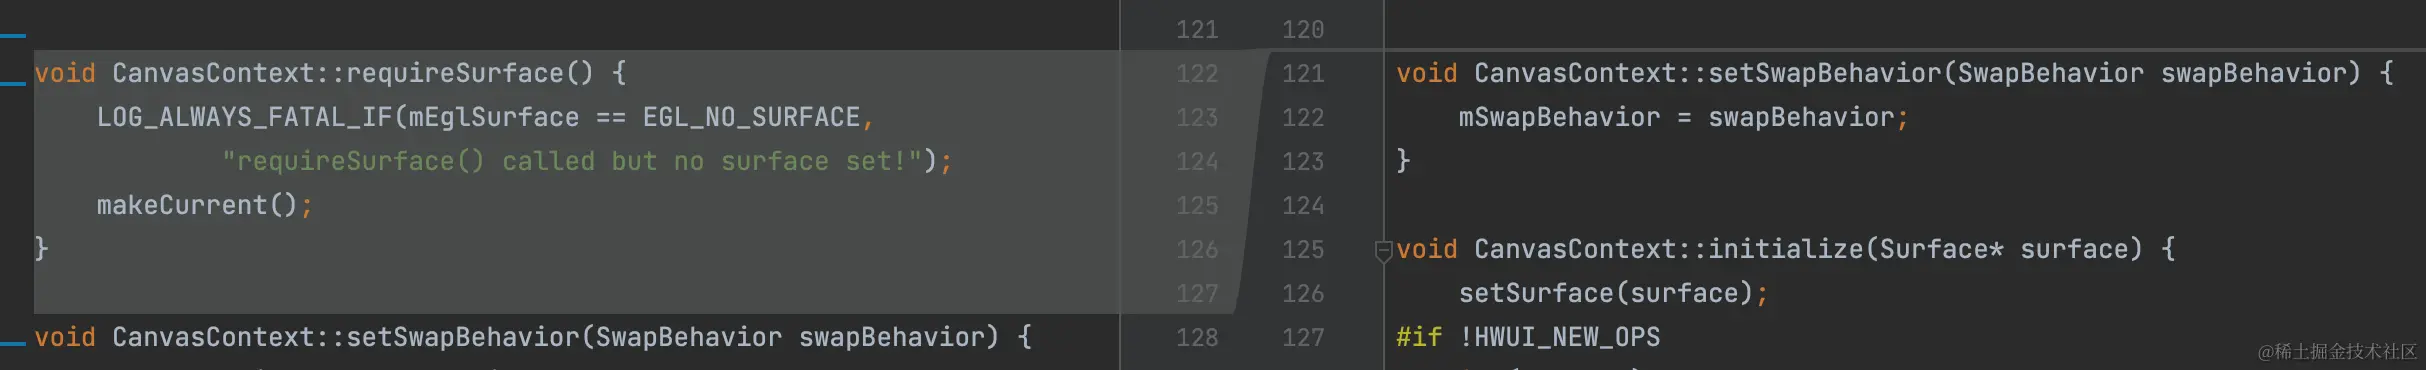 121
void CanvasContext::requireSurface() {
122
    LOG_ALWAYS_FATAL_IF(mEglSurface == EGL_NO_SURFACE,
123
            "requireSurface() called but no surface set!");
124
    makeCurrent();
125
}
126
127
void CanvasContext::setSwapBehavior(SwapBehavior swapBehavior) {
128
120
121
void CanvasContext::setSwapBehavior(SwapBehavior swapBehavior) {
122
    mSwapBehavior = swapBehavior;
123
}
124
125
void CanvasContext::initialize(Surface* surface) {
126
    setSurface(surface);
127
#if !HWUI_NEW_OPS
@稀土掘金技术社区